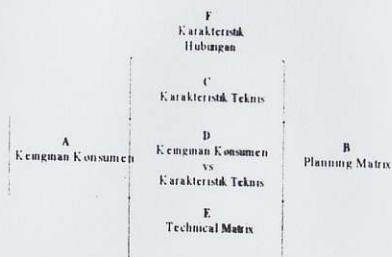 F
Karakteristik
Hubungan
C
Karakteristik Teknis
A
Keinginan Konsumen
D
Keinginan Konsumen
vs
Karakteristik Teknis
B
Planning Matrix
E
Technical Matrix